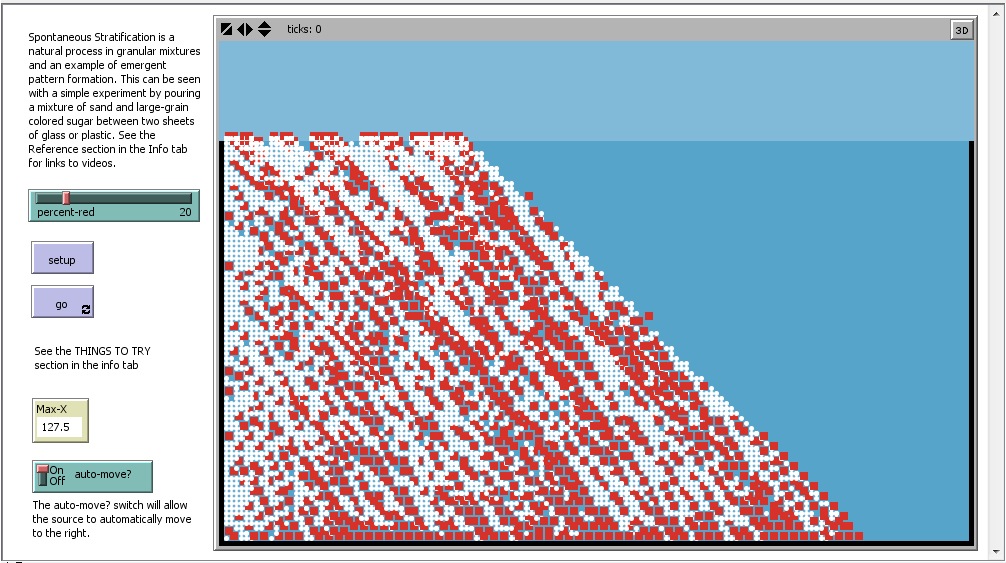 ticks: 0
3D
Spontaneous Stratification is a
natural process in granular mixtures
and an example of emergent
pattern formation. This can be seen
with a simple experiment by pouring
a mixture of sand and large-grain
colored sugar between two sheets
of glass or plastic. See the
Reference section in the Info tab
for links to videos.
percent-red 20
setup
go
See the THINGS TO TRY
section in the info tab
Max-X
127.5
On
Off
auto-move?
The auto-move? switch will allow
the source to automatically move
to the right.